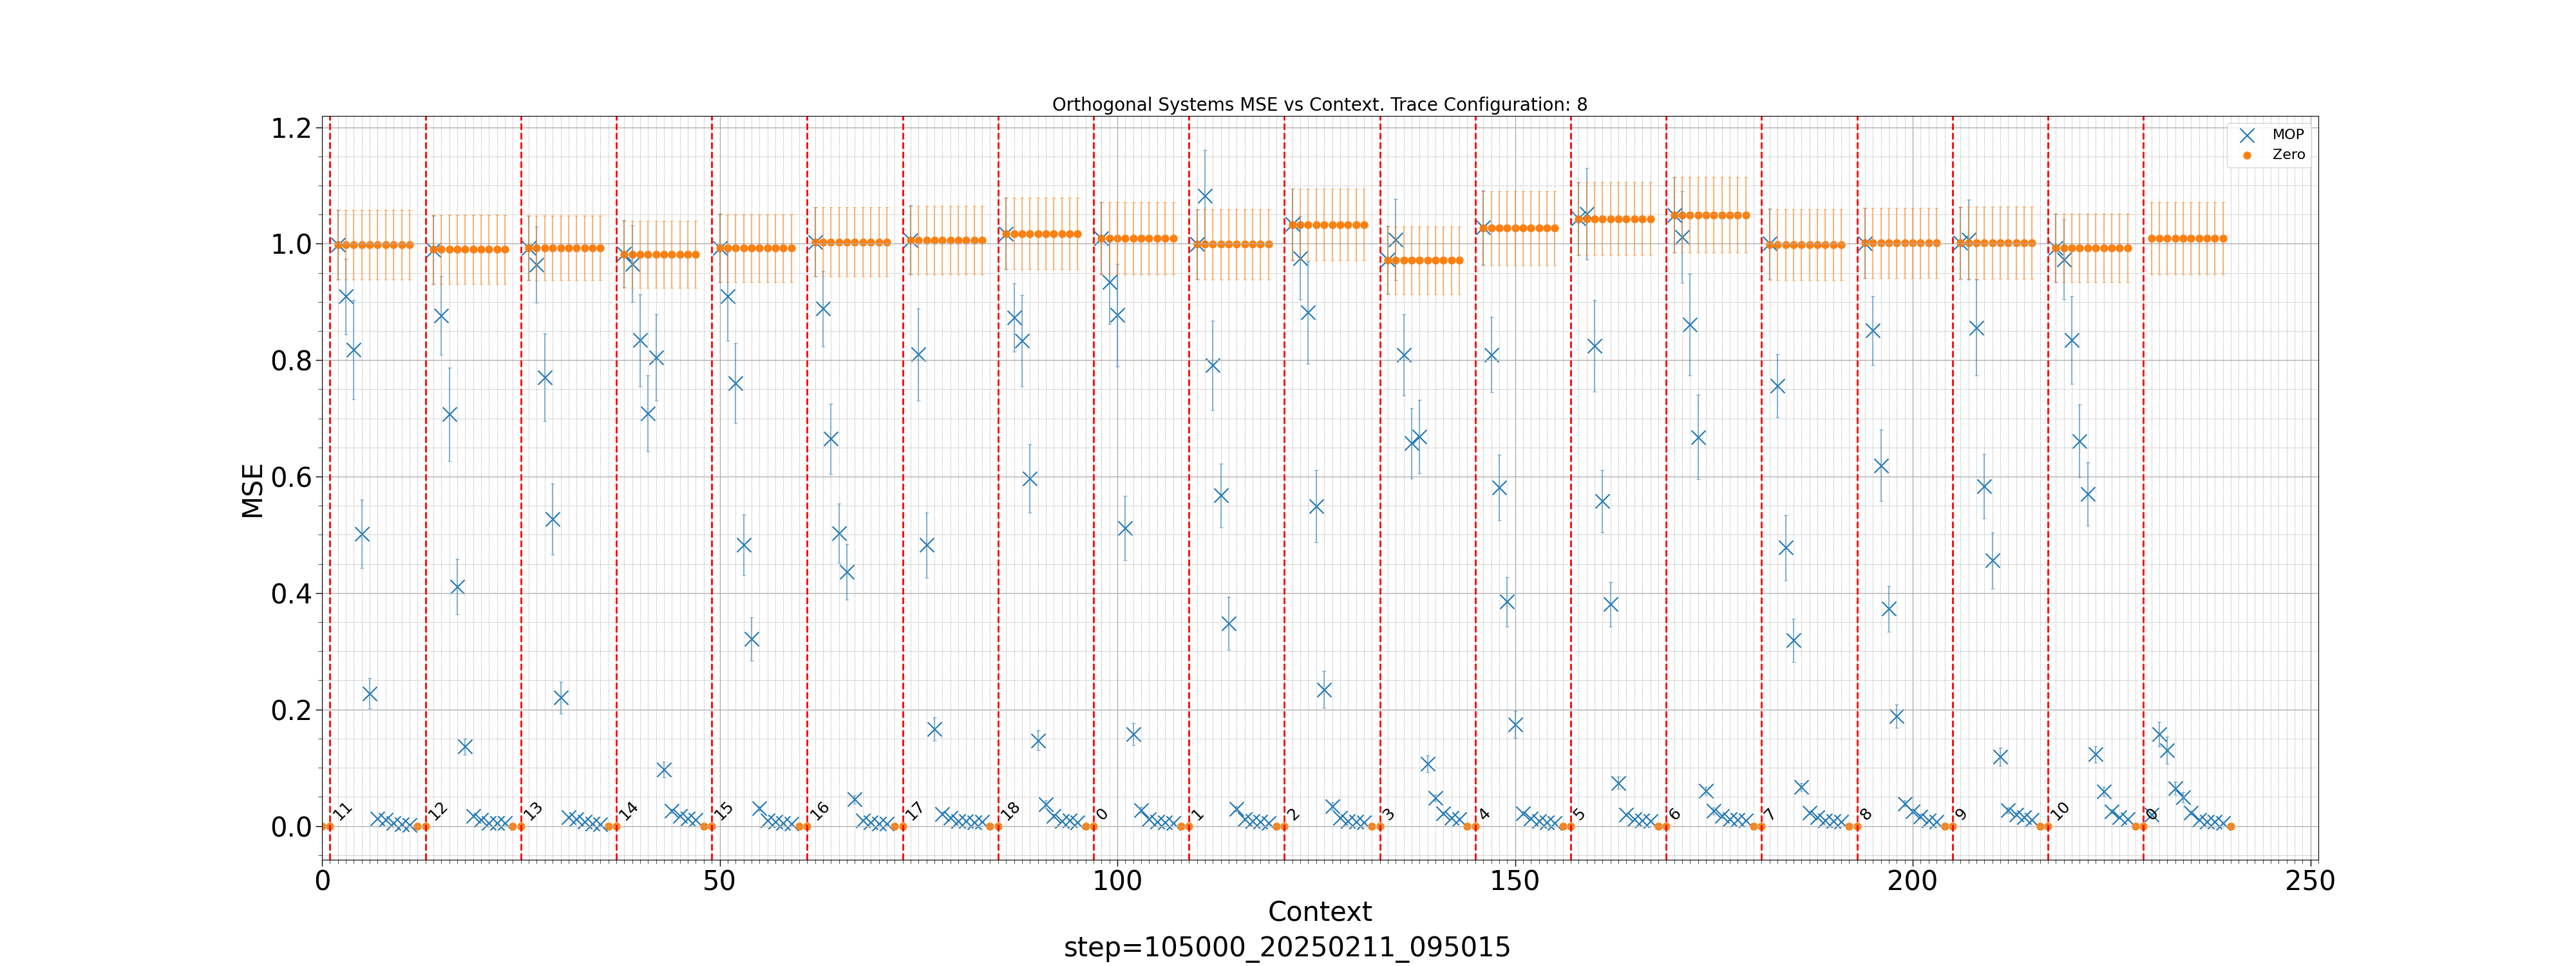 Orthogonal Systems MSE vs Context. Trace Configuration: 8
MOP
Zero
MSE
1.2
1.0
0.8
0.6
0.4
0.2
0.0
11 12 13 14 15 16 17 18 0 1 2 3 4 5 6 7 8 9 10 0
0 50 100 150 200 250
Context
step=105000_20250211_095015